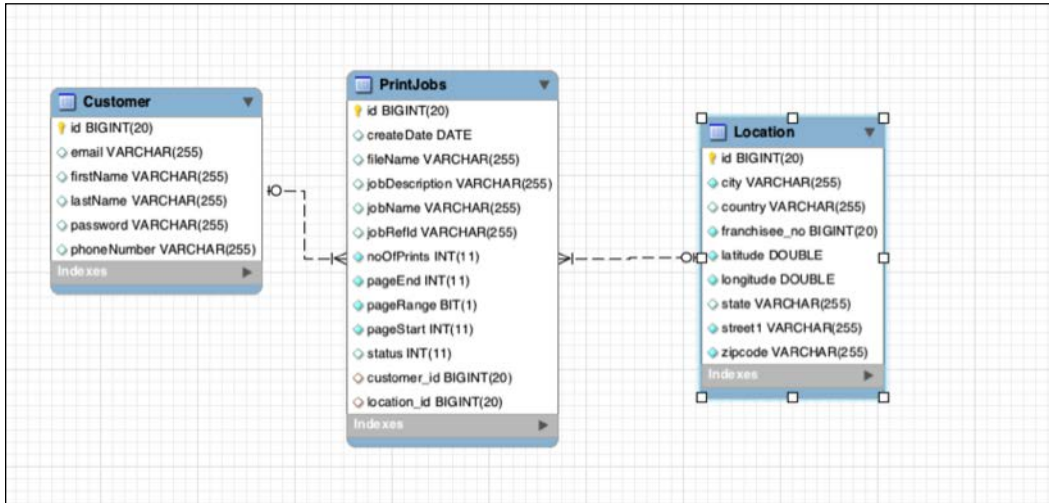 Customer
id BIGINT(20)
email VARCHAR(255)
firstName VARCHAR(255)
lastName VARCHAR(255)
password VARCHAR(255)
phoneNumber VARCHAR(255)
Indexes
PrintJobs
id BIGINT(20)
createDate DATE
fileName VARCHAR(255)
jobDescription VARCHAR(255)
jobName VARCHAR(255)
jobRefId VARCHAR(255)
noOfPrints INT(11)
pageEnd INT(11)
pageRange BIT(1)
pageStart INT(11)
status INT(11)
customer_id BIGINT(20)
location_id BIGINT(20)
Indexes
Location
id BIGINT(20)
city VARCHAR(255)
country VARCHAR(255)
franchisee_no BIGINT(20)
latitude DOUBLE
longitude DOUBLE
state VARCHAR(255)
street1 VARCHAR(255)
zipcode VARCHAR(255)
Indexes